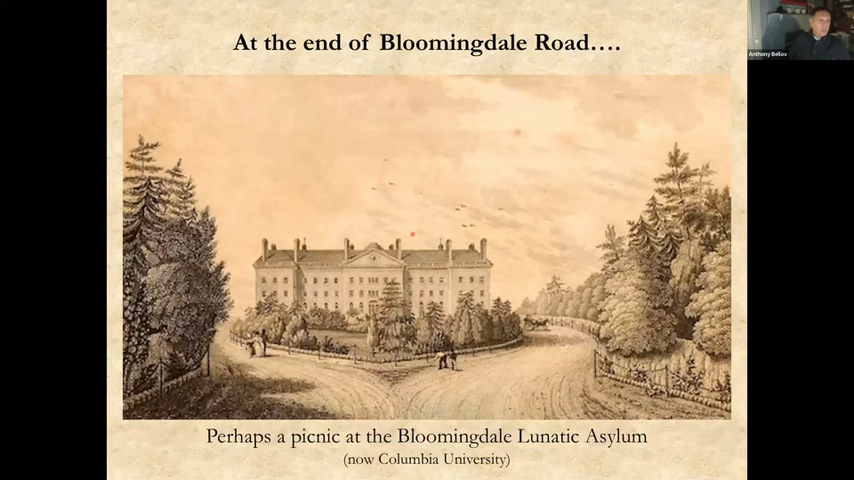 At the end of Bloomingdale Road....
Anthony Bellov
Perhaps a picnic at the Bloomingdale Lunatic Asylum
(now Columbia University)